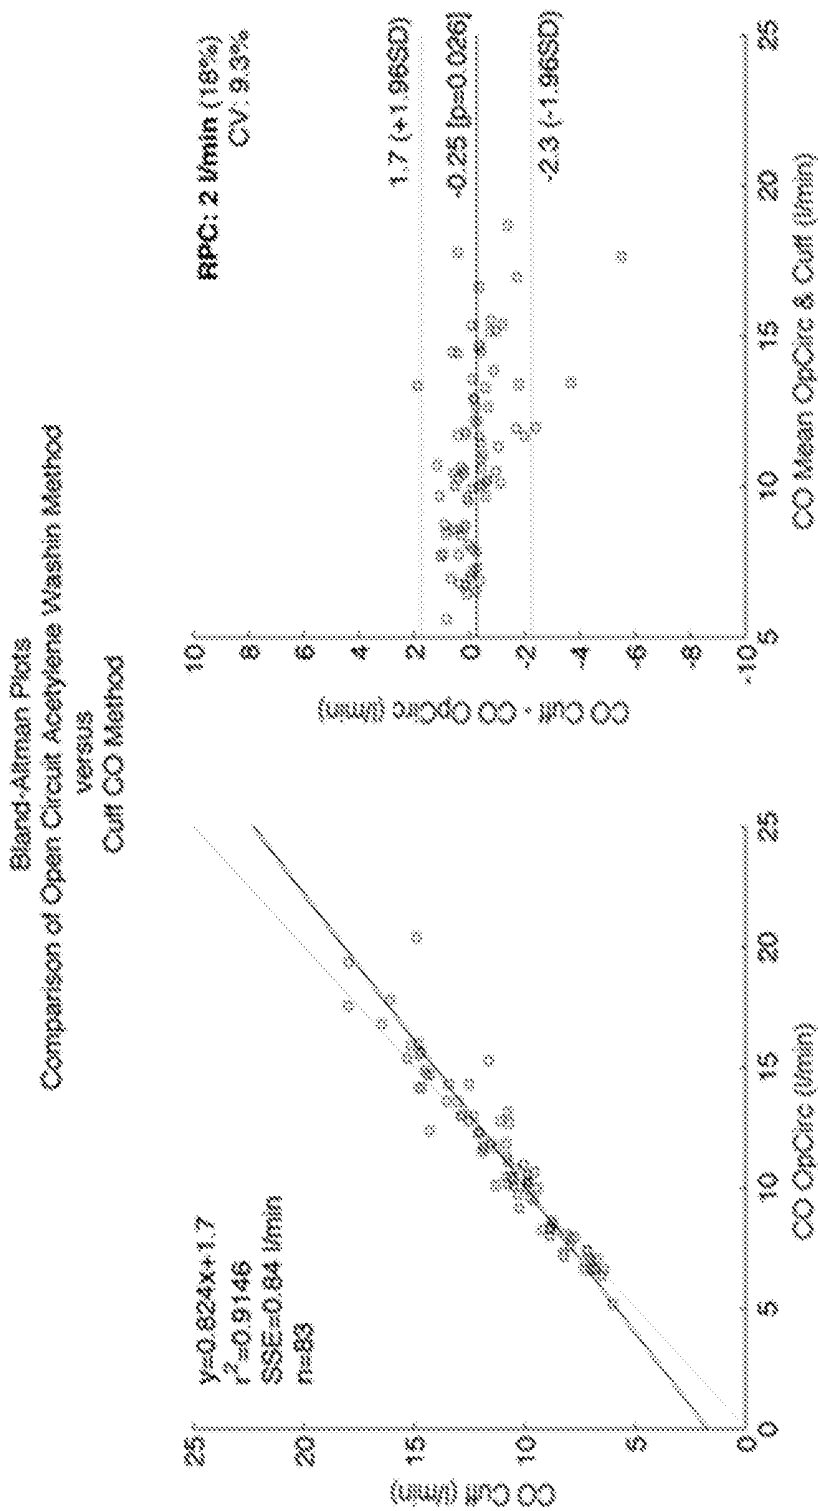 Bland-Altman Plots
Comparison of Open Circuit Acetylene Washin Method
versus
Cuff CO Method
y=0.824x+1.7
r²=0.9146
SSE=0.84 l/min
n=83
25
20
15
10
5
0
CO Cuff (l/min)
0
5
10
15
20
25
CO OpCirc (l/min)
RPC: 2 l/min (18%)
CV: 9.3%
1.7 (+1.96SD)
-0.25 [p=0.026]
-2.3 (-1.96SD)
10
8
6
4
2
0
-2
-4
-6
-8
-10
CO Cuff - CO OpCirc (l/min)
5
10
15
20
25
CO Mean OpCirc & Cuff (l/min)